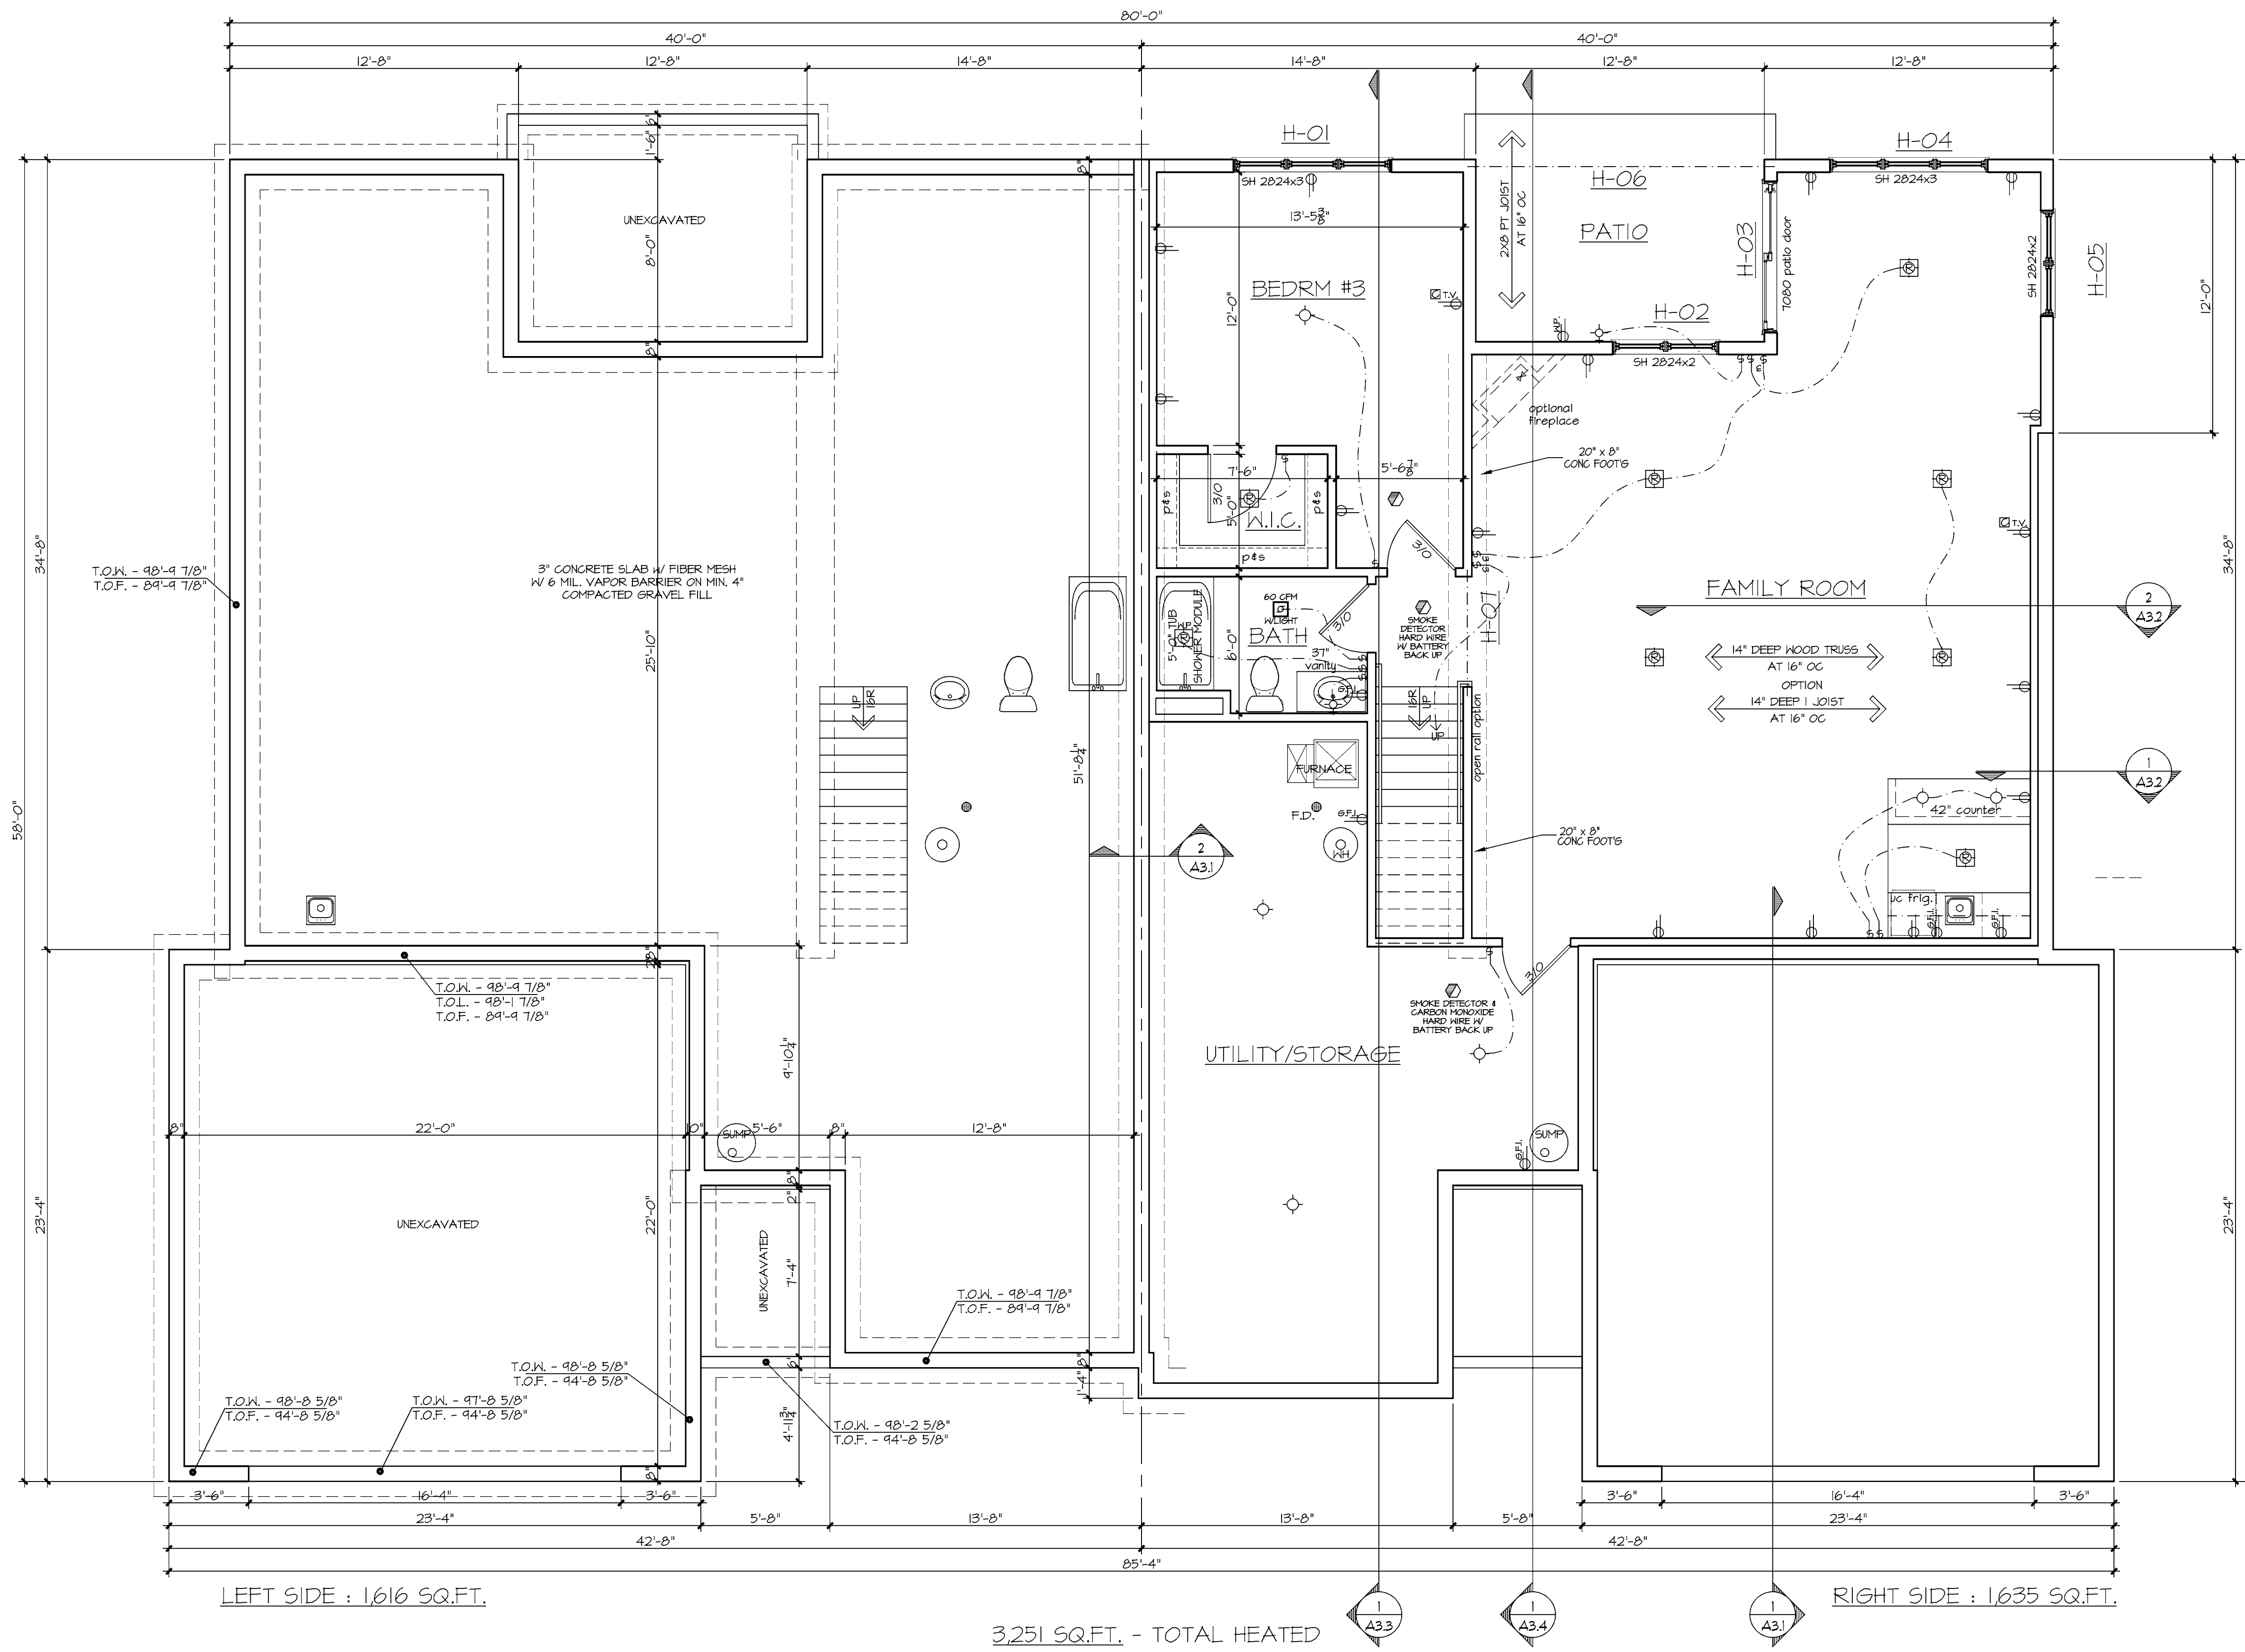 80'-0"
40'-0"
40'-0"
12'-8"
12'-8"
14'-8"
14'-8"
12'-8"
12'-8"
6"
1'-6"
8"
UNEXCAVATED
8'-0"
8"
H-01
SH 2824x3
13'-5 3/8"
2X8 PT JOIST
AT 16" OC
H-06
PATIO
H-03
7080 patio door
H-04
SH 2824x3
SH 2824x2
H-05
12'-0"
BEDRM #3
12'-0"
C T.V.
W.P.
H-02
SH 2824x2
$ $ $
m
R
optional
fireplace
20" x 8"
CONC FOOT'G
7'-6"
5'-6 7/8"
p&s
3/0
5'-0"
R
W.I.C.
p&s
p&s
3/0
R
R
C T.V.
34'-8"
58'-0"
T.O.W. - 98'-9 7/8"
T.O.F. - 89'-9 7/8"
3" CONCRETE SLAB W/ FIBER MESH
W/ 6 MIL. VAPOR BARRIER ON MIN. 4"
COMPACTED GRAVEL FILL
25'-10"
51'-8 1/4"
5'-0" TUB
SHOWER MODULE
W.P.
R
60 CFM
W/LIGHT
BATH
6'-0"
37"
vanity
G.F.I.
3/0
SMOKE
DETECTOR
HARD WIRE
W/ BATTERY
BACK UP
H-07
FAMILY ROOM
2
A3.2
34'-8"
R
R
14" DEEP WOOD TRUSS
AT 16" OC
OPTION
14" DEEP I JOIST
AT 16" OC
UP
16R
16R
UP
UP
open rail option
FURNACE
F.D.
G.F.I.
WH
2
A3.1
1
A3.2
42" counter
20" x 8"
CONC FOOT'G
R
uc frig.
G.F.I.
G.F.I.
3/0
T.O.W. - 98'-9 7/8"
T.O.L. - 98'-1 7/8"
T.O.F. - 89'-9 7/8"
SMOKE DETECTOR &
CARBON MONOXIDE
HARD WIRE W/
BATTERY BACK UP
UTILITY/STORAGE
9'-10 1/4"
8"
22'-0"
10"
SUMP
5'-6"
8"
12'-8"
G.F.I.
SUMP
8"
2"
23'-4"
UNEXCAVATED
22'-0"
UNEXCAVATED
7'-4"
23'-4"
T.O.W. - 98'-9 7/8"
T.O.F. - 89'-9 7/8"
6"
8"
1'-4"
T.O.W. - 98'-8 5/8"
T.O.F. - 94'-8 5/8"
T.O.W. - 98'-8 5/8"
T.O.F. - 94'-8 5/8"
T.O.W. - 97'-8 5/8"
T.O.F. - 94'-8 5/8"
4'-11 3/4"
T.O.W. - 98'-2 5/8"
T.O.F. - 94'-8 5/8"
8"
3'-6"
16'-4"
3'-6"
3'-6"
16'-4"
3'-6"
23'-4"
5'-8"
13'-8"
13'-8"
5'-8"
23'-4"
42'-8"
42'-8"
85'-4"
LEFT SIDE : 1,616 SQ.FT.
RIGHT SIDE : 1,635 SQ.FT.
1
A3.3
1
A3.4
1
A3.1
3,251 SQ.FT. - TOTAL HEATED